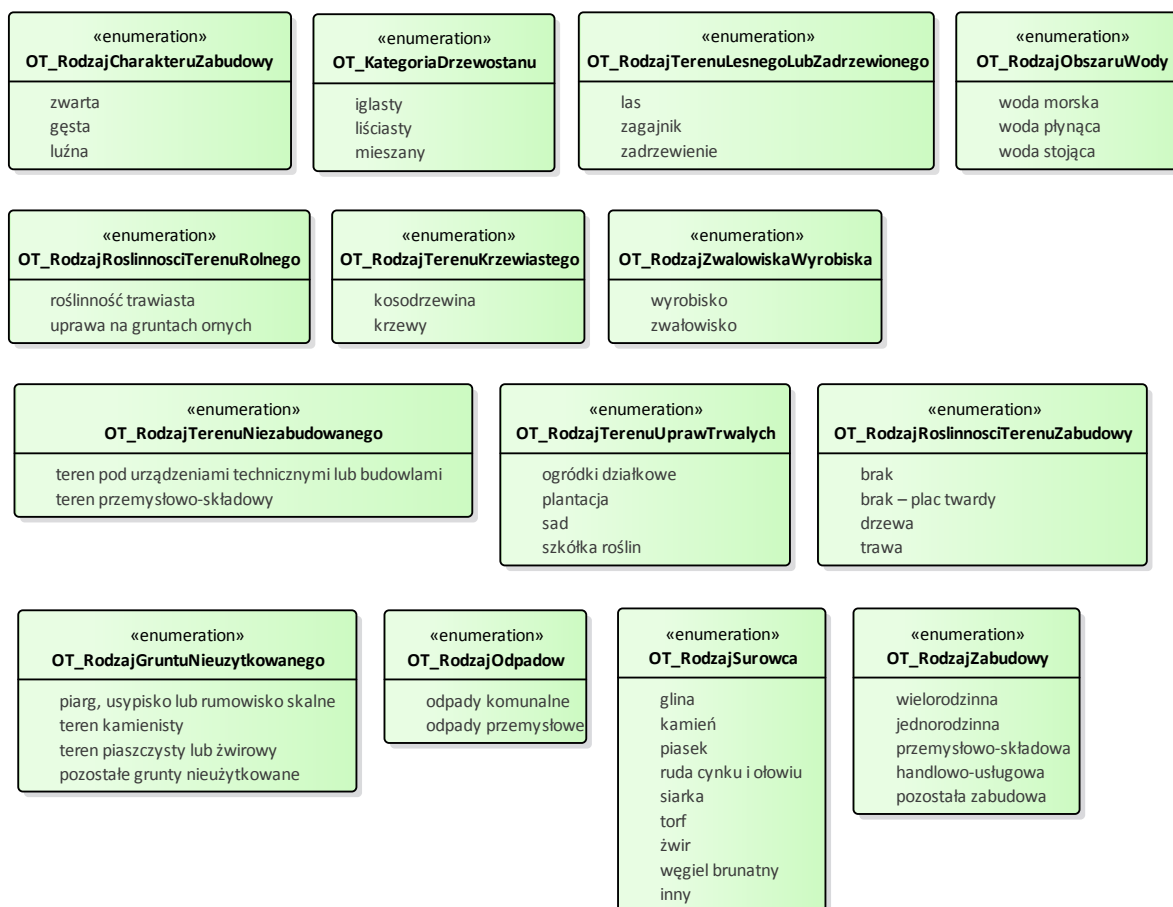 «enumeration»
OT_RodzajCharakteruZabudowy
zwarta
gęsta
luźna
«enumeration»
OT_KategoriaDrzewostanu
iglasty
liściasty
mieszany
«enumeration»
OT_RodzajTerenuLesnegoLubZadrzewionego
las
zagajnik
zadrzewienie
«enumeration»
OT_RodzajObszaruWody
woda morska
woda płynąca
woda stojąca
«enumeration»
OT_RodzajRoslinnosciTerenuRolnego
roślinność trawiasta
uprawa na gruntach ornych
«enumeration»
OT_RodzajTerenuKrzewiastego
kosodrzewina
krzewy
«enumeration»
OT_RodzajZwalowiskaWyrobiska
wyrobisko
zwałowisko
«enumeration»
OT_RodzajTerenuNiezabudowanego
teren pod urządzeniami technicznymi lub budowlami
teren przemysłowo-składowy
«enumeration»
OT_RodzajTerenuUprawTrwalych
ogródki działkowe
plantacja
sad
szkółka roślin
«enumeration»
OT_RodzajRoslinnosciTerenuZabudowy
brak
brak – plac twardy
drzewa
trawa
«enumeration»
OT_RodzajGruntuNieuzytkowanego
piarg, usypisko lub rumowisko skalne
teren kamienisty
teren piaszczysty lub żwirowy
pozostałe grunty nieużytkowane
«enumeration»
OT_RodzajOdpadow
odpady komunalne
odpady przemysłowe
«enumeration»
OT_RodzajSurowca
glina
kamień
piasek
ruda cynku i ołowiu
siarka
torf
żwir
węgiel brunatny
inny
«enumeration»
OT_RodzajZabudowy
wielorodzinna
jednorodzinna
przemysłowo-składowa
handlowo-usługowa
pozostała zabudowa